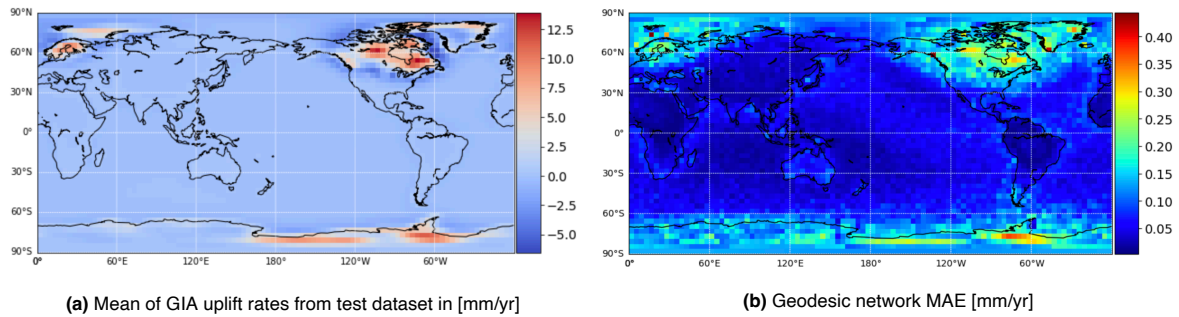 90°N
60°N
30°N
0°
30°S
60°S
90°S
0°
60°E
120°E
180°
120°W
60°W
12.5
10.0
7.5
5.0
2.5
0.0
−2.5
−5.0
(a) Mean of GIA uplift rates from test dataset in [mm/yr]
90°N
60°N
30°N
0°
30°S
60°S
90°S
0°
60°E
120°E
180°
120°W
60°W
0.40
0.35
0.30
0.25
0.20
0.15
0.10
0.05
(b) Geodesic network MAE [mm/yr]